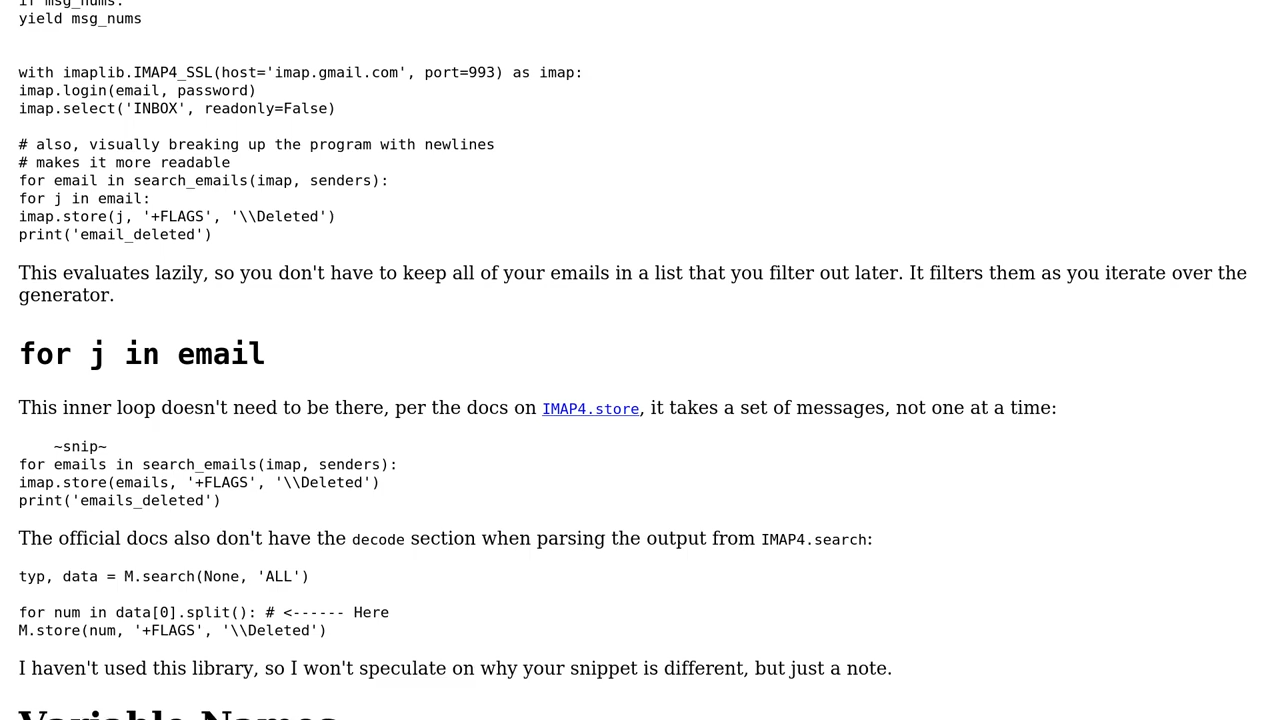 if msg_nums:
yield msg_nums
with imaplib.IMAP4_SSL(host='imap.gmail.com', port=993) as imap:
imap.login(email, password)
imap.select('INBOX', readonly=False)
# also, visually breaking up the program with newlines
# makes it more readable
for email in search_emails(imap, senders):
for j in email:
imap.store(j, '+FLAGS', '\\Deleted')
print('email_deleted')
This evaluates lazily, so you don't have to keep all of your emails in a list that you filter out later. It filters them as you iterate over the
generator.
for j in email
This inner loop doesn't need to be there, per the docs on IMAP4.store, it takes a set of messages, not one at a time:
~snip~
for emails in search_emails(imap, senders):
imap.store(emails, '+FLAGS', '\\Deleted')
print('emails_deleted')
The official docs also don't have the decode section when parsing the output from IMAP4.search:
typ, data = M.search(None, 'ALL')
for num in data[0].split(): # <------ Here
M.store(num, '+FLAGS', '\\Deleted')
I haven't used this library, so I won't speculate on why your snippet is different, but just a note.
Variable Names